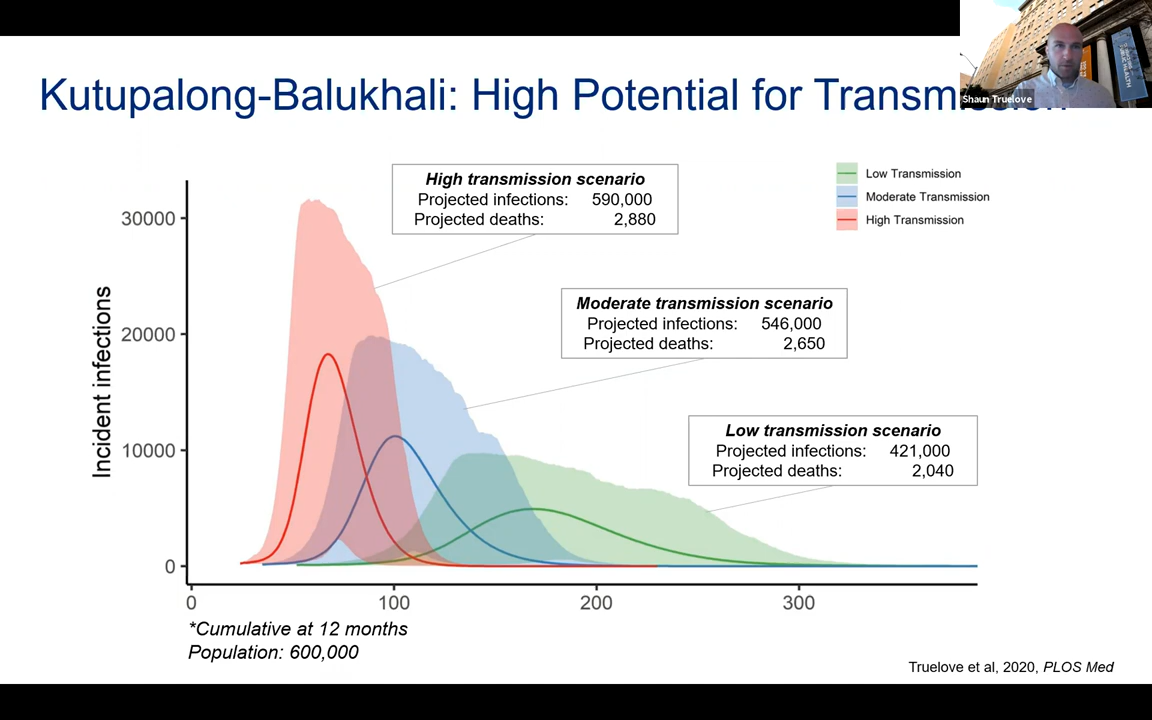 Kutupalong-Balukhali: High Potential for
Shaun Truelove
High transmission scenario
Projected infections: 590,000
Projected deaths: 2,880
Low Transmission
Moderate Transmission
High Transmission
Moderate transmission scenario
Projected infections: 546,000
Projected deaths: 2,650
Low transmission scenario
Projected infections: 421,000
Projected deaths: 2,040
Incident infections
30000
20000
10000
0
0 100 200 300
*Cumulative at 12 months
Population: 600,000
Truelove et al, 2020, PLOS Med